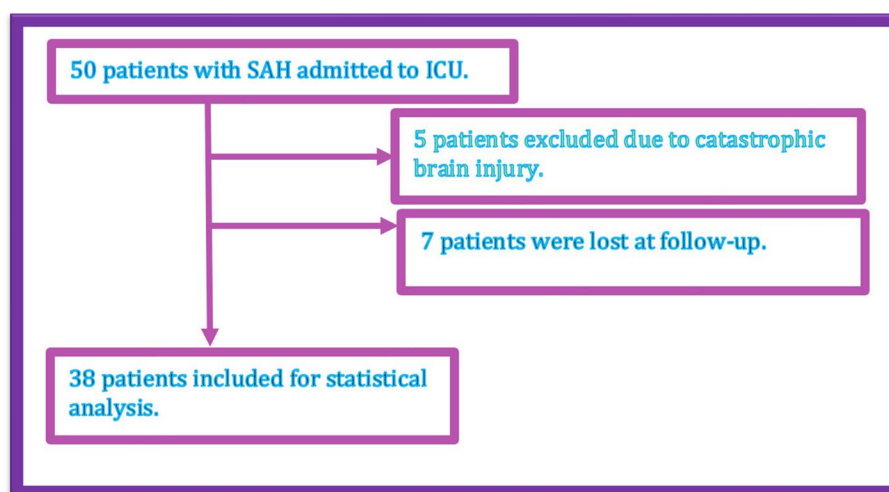 50 patients with SAH admitted to ICU.
5 patients excluded due to catastrophic
brain injury.
7 patients were lost at follow-up.
38 patients included for statistical
analysis.